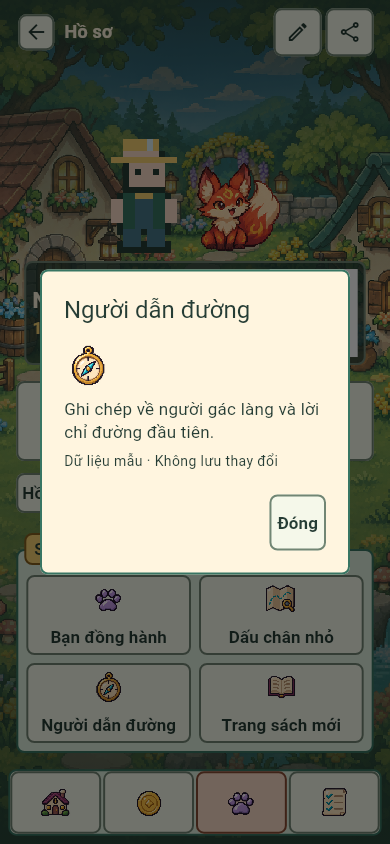 Hồ sơ
Người dẫn đường
Ghi chép về người gác làng và lời
chỉ đường đầu tiên.
Dữ liệu mẫu · Không lưu thay đổi
Đóng
Bạn đồng hành
Dấu chân nhỏ
Người dẫn đường
Trang sách mới